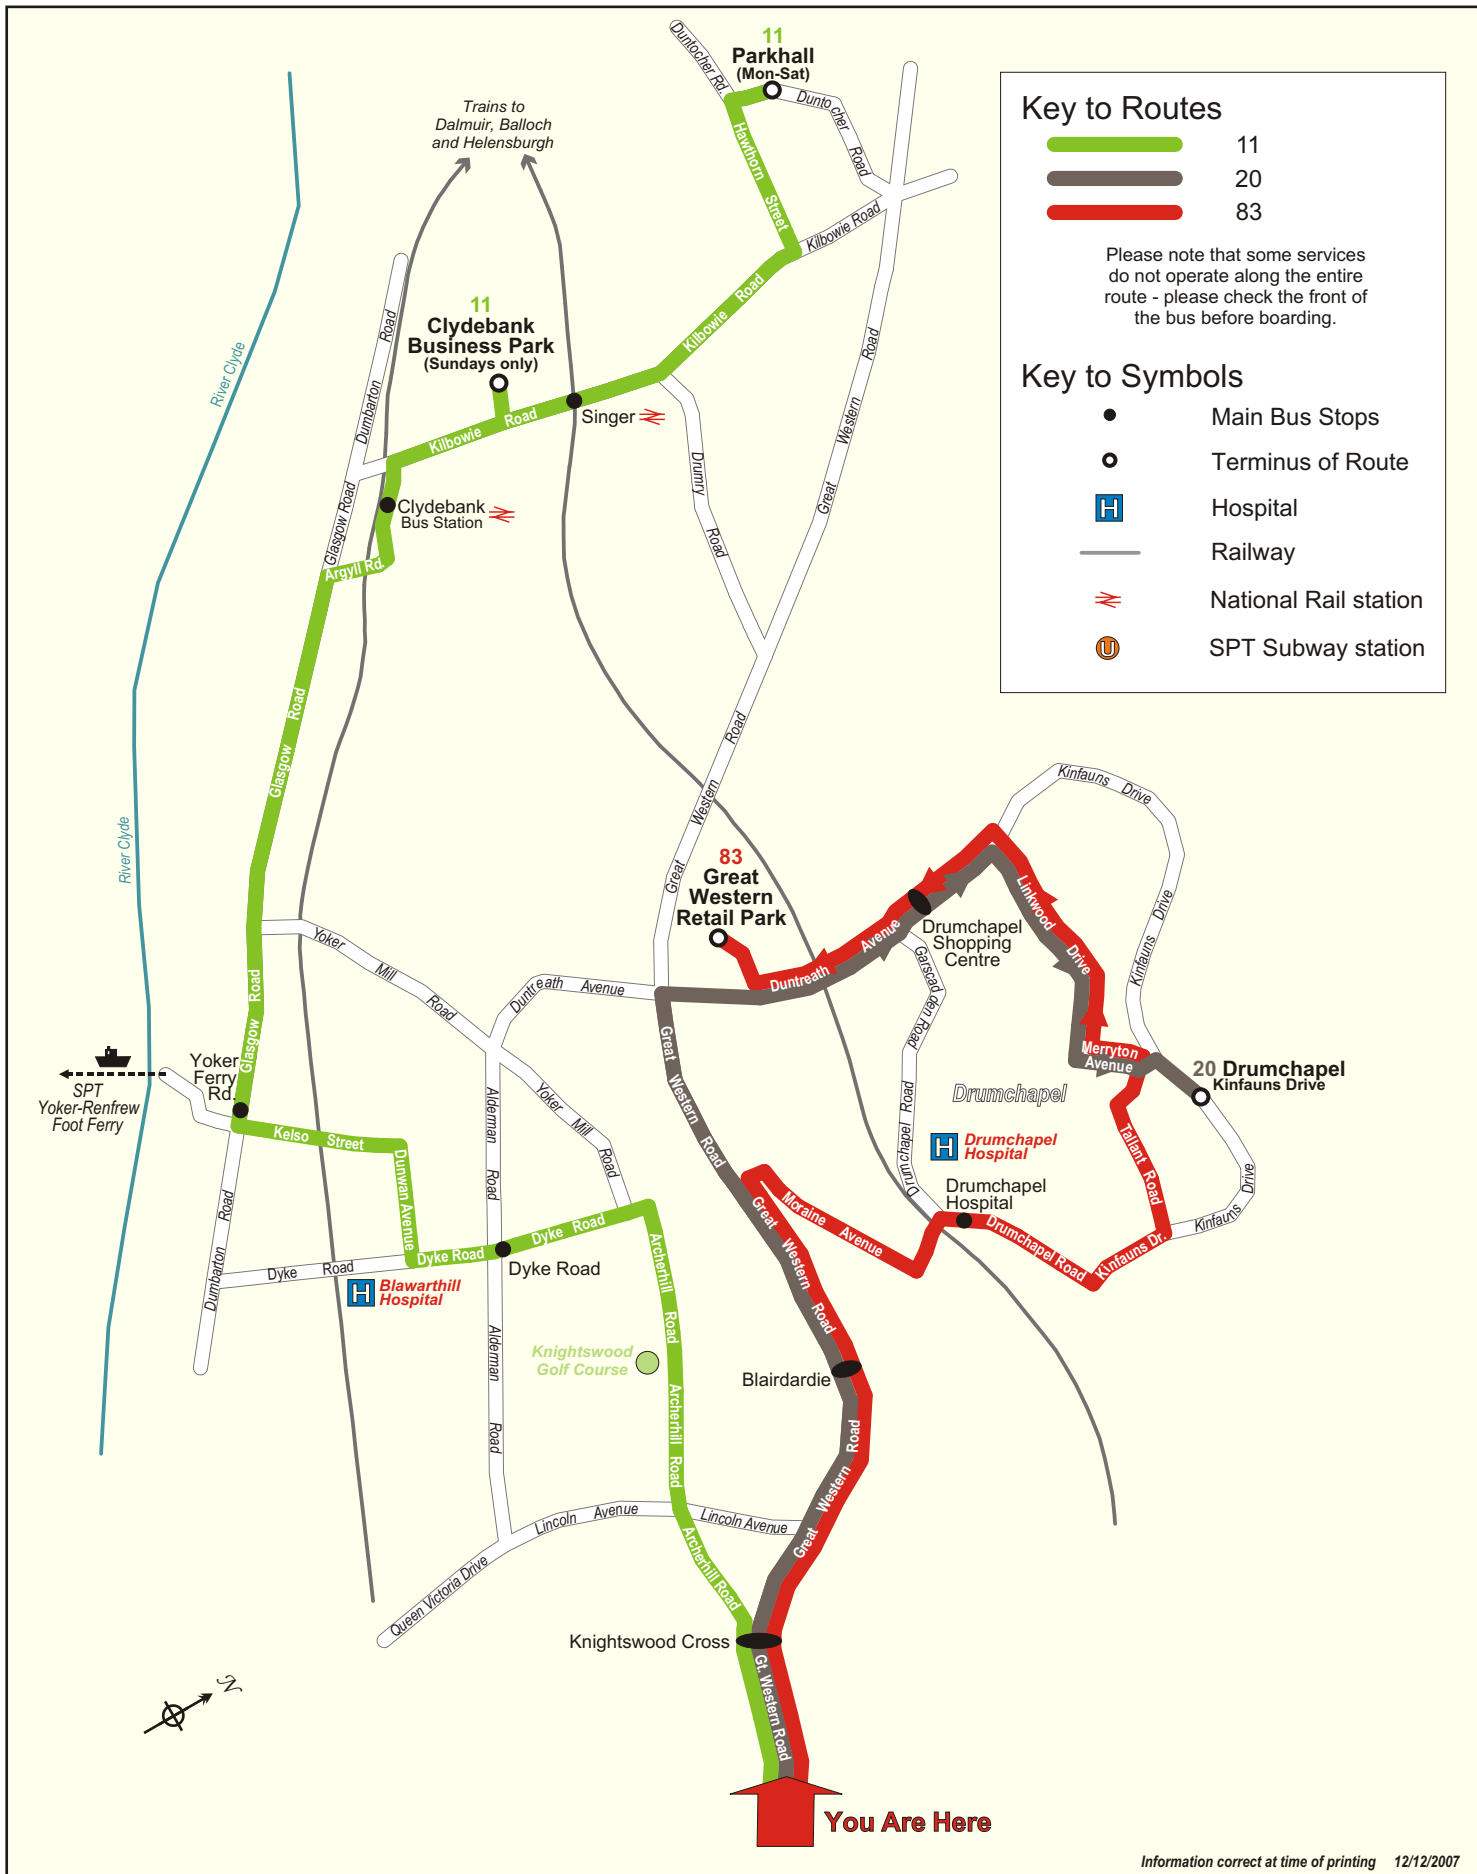 11
Parkhall
(Mon-Sat)
Duntocher Rd.
Duntocher Road
Hawthorn Street
Kilbowie Road
Trains to
Dalmuir, Balloch
and Helensburgh
Key to Routes
11
20
83
Please note that some services
do not operate along the entire
route - please check the front of
the bus before boarding.
Key to Symbols
Main Bus Stops
Terminus of Route
H
Hospital
Railway
National Rail station
U
SPT Subway station
River Clyde
Dumbarton Road
11
Clydebank
Business Park
(Sundays only)
Kilbowie Road
Kilbowie Road
Singer
Drumry Road
Great Western Road
Glasgow Road
Clydebank
Bus Station
Argyll Rd.
Glasgow Road
River Clyde
Great Western Road
Kinfauns Drive
Kinfauns Drive
Kinfauns Drive
83
Great
Western
Retail Park
Duntreath Avenue
Drumchapel
Shopping
Centre
Linkwood Drive
Garscadden Road
Merryton
Avenue
20 Drumchapel
Kinfauns Drive
Yoker Mill Road
Duntreath Avenue
Glasgow Road
Yoker
Ferry
Rd.
SPT
Yoker-Renfrew
Foot Ferry
Kelso Street
Dunwan Avenue
Alderman Road
Yoker Mill Road
Great Western Road
Drumchapel
H
Drumchapel
Hospital
Drumchapel Road
Drumchapel
Hospital
Drumchapel Road
Tallant Road
Kinfauns Dr.
Kinfauns Drive
Moraine Avenue
Great Western Road
Dumbarton Road
Dyke Road
Dyke Road
Dyke Road
Dyke Road
H
Blawarthill
Hospital
Archerhill Road
Alderman Road
Knightswood
Golf Course
Archerhill Road
Blairdardie
Great Western Road
Lincoln Avenue
Lincoln Avenue
Queen Victoria Drive
Archerhill Road
Knightswood Cross
Gt. Western Road
N
You Are Here
Information correct at time of printing 12/12/2007